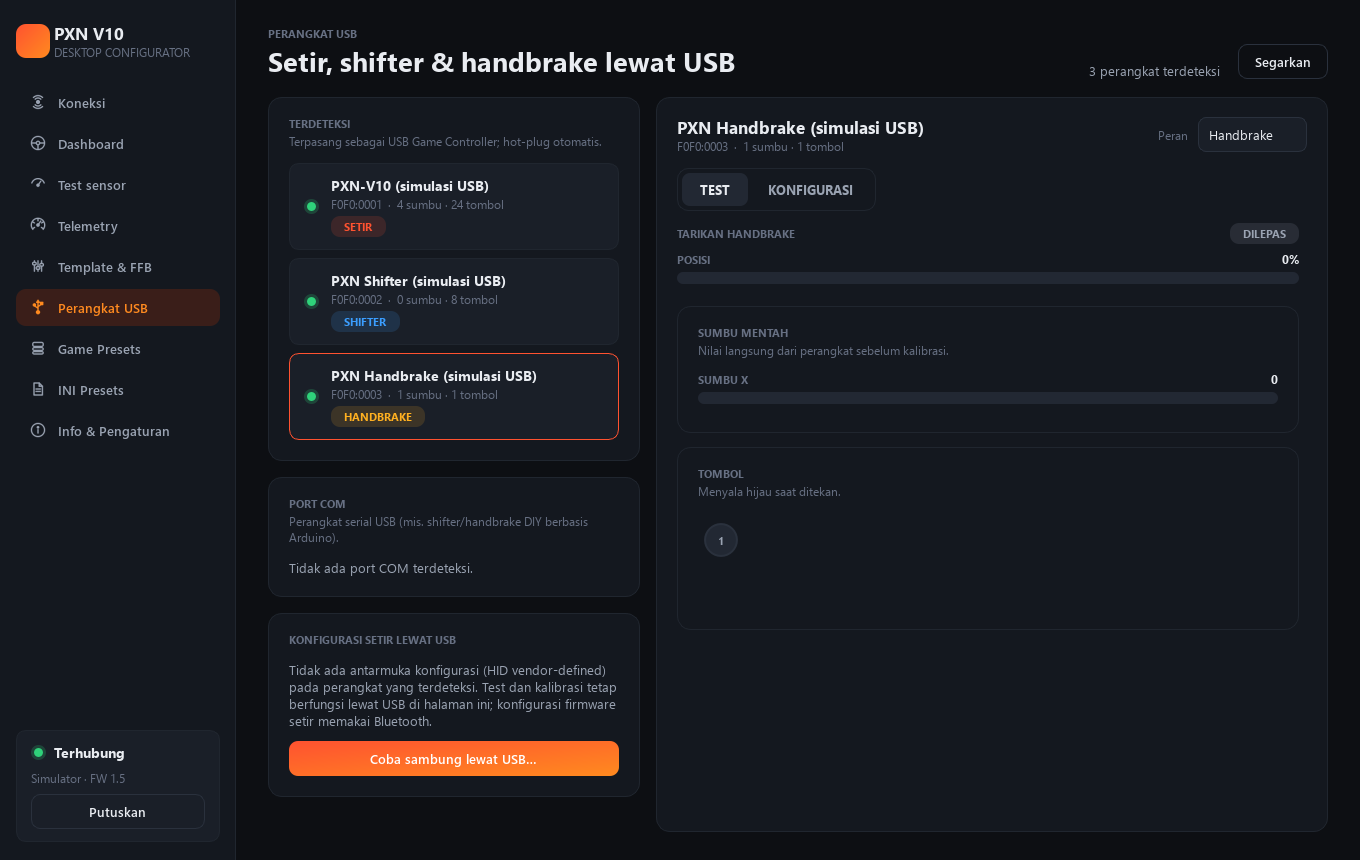 PXN V10
DESKTOP CONFIGURATOR
Koneksi
Dashboard
Test sensor
Telemetry
Template & FFB
Perangkat USB
Game Presets
INI Presets
Info & Pengaturan
Terhubung
Simulator · FW 1.5
Putuskan
PERANGKAT USB
Setir, shifter & handbrake lewat USB
3 perangkat terdeteksi
Segarkan
TERDETEKSI
Terpasang sebagai USB Game Controller; hot-plug otomatis.
PXN-V10 (simulasi USB)
F0F0:0001 · 4 sumbu · 24 tombol
SETIR
PXN Shifter (simulasi USB)
F0F0:0002 · 0 sumbu · 8 tombol
SHIFTER
PXN Handbrake (simulasi USB)
F0F0:0003 · 1 sumbu · 1 tombol
HANDBRAKE
PORT COM
Perangkat serial USB (mis. shifter/handbrake DIY berbasis
Arduino).
Tidak ada port COM terdeteksi.
KONFIGURASI SETIR LEWAT USB
Tidak ada antarmuka konfigurasi (HID vendor-defined)
pada perangkat yang terdeteksi. Test dan kalibrasi tetap
berfungsi lewat USB di halaman ini; konfigurasi firmware
setir memakai Bluetooth.
Coba sambung lewat USB...
PXN Handbrake (simulasi USB)
F0F0:0003 · 1 sumbu · 1 tombol
Peran
Handbrake
TEST
KONFIGURASI
TARIKAN HANDBRAKE
DILEPAS
POSISI
0%
SUMBU MENTAH
Nilai langsung dari perangkat sebelum kalibrasi.
SUMBU X
0
TOMBOL
Menyala hijau saat ditekan.
1